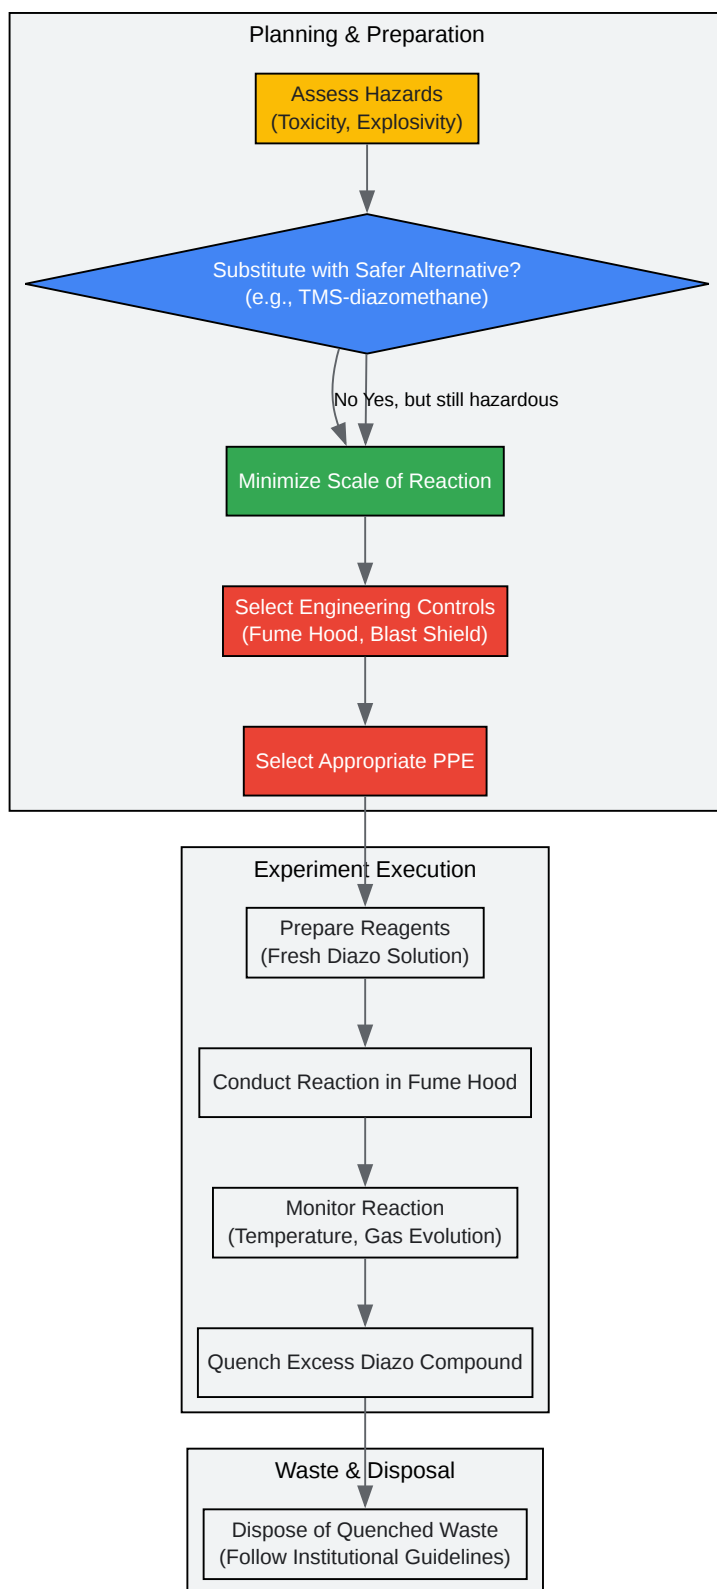 Planning & Preparation
Assess Hazards
(Toxicity, Explosivity)
Substitute with Safer Alternative?
(e.g., TMS-diazomethane)
No Yes, but still hazardous
Minimize Scale of Reaction
Select Engineering Controls
(Fume Hood, Blast Shield)
Select Appropriate PPE
Experiment Execution
Prepare Reagents
(Fresh Diazo Solution)
Conduct Reaction in Fume Hood
Monitor Reaction
(Temperature, Gas Evolution)
Quench Excess Diazo Compound
Waste & Disposal
Dispose of Quenched Waste
(Follow Institutional Guidelines)